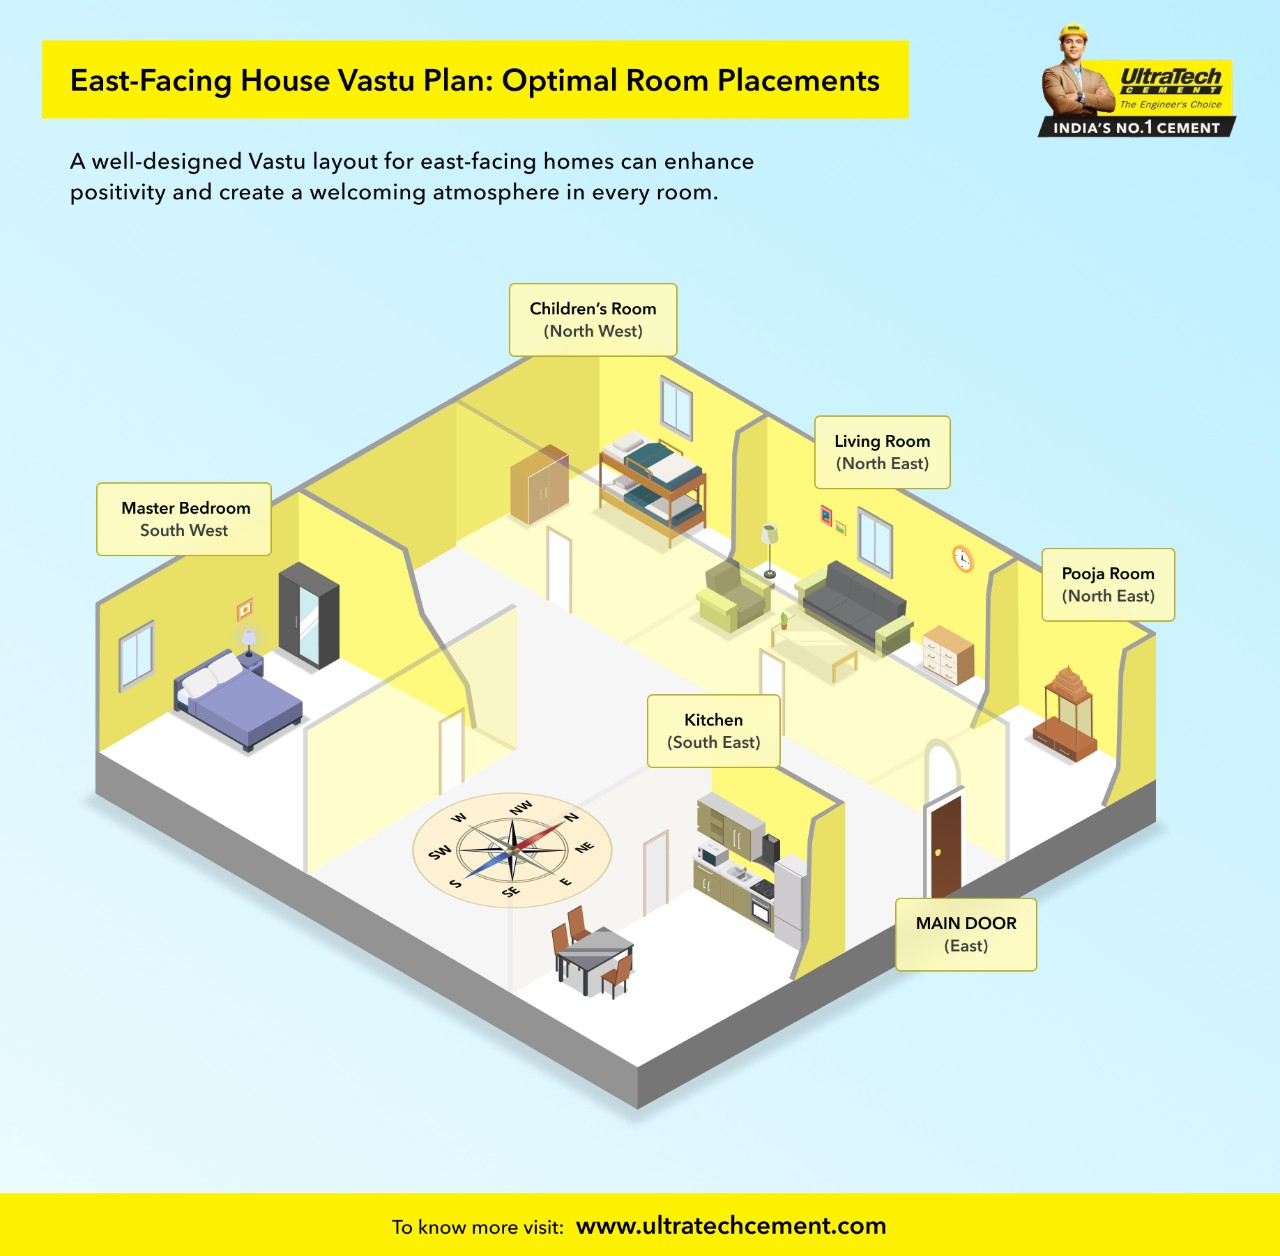 East-Facing House Vastu Plan: Optimal Room Placements
UltraTech
CEMENT
The Engineer's Choice
INDIA'S NO.1 CEMENT
A well-designed Vastu layout for east-facing homes can enhance
positivity and create a welcoming atmosphere in every room.
Children's Room
(North West)
Living Room
(North East)
Master Bedroom
South West
Pooja Room
(North East)
Kitchen
(South East)
NW
N
W
NE
SW
E
S
SE
MAIN DOOR
(East)
To know more visit: www.ultratechcement.com